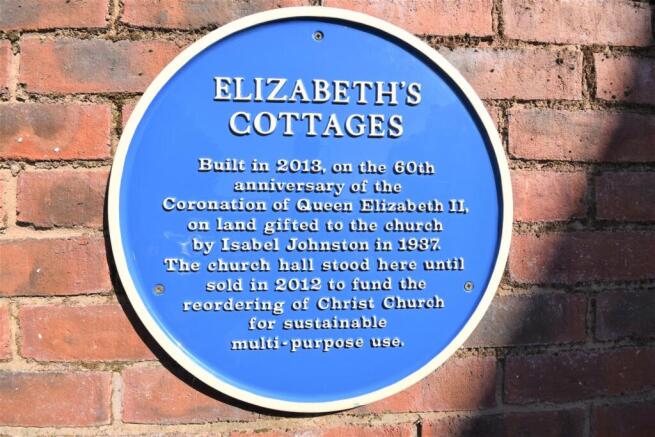 ELIZABETH'S
COTTAGES
Built in 2013, on the 60th
anniversary of the
Coronation of Queen Elizabeth II,
on land gifted to the church
by Isabel Johnston in 1937.
The church hall stood here until
sold in 2012 to fund the
reordering of Christ Church
for sustainable
multi-purpose use.